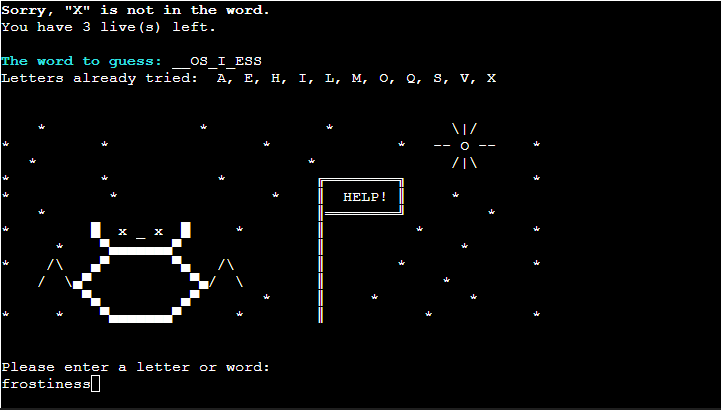 Sorry, "X" is not in the word.
You have 3 live(s) left.
The word to guess: __OS_I_ESS
Letters already tried:  A, E, H, I, L, M, O, Q, S, V, X
HELP!
x _ x
Please enter a letter or word:
frostiness